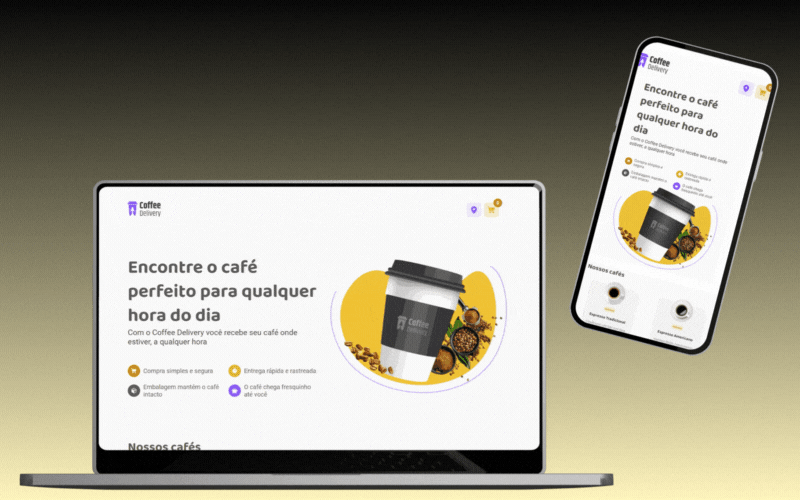 Coffee
Delivery
0
Encontre o café
perfeito para qualquer
hora do dia
Com o Coffee Delivery você recebe seu café onde
estiver, a qualquer hora
Compra simples e segura
Entrega rápida e rastreada
Embalagem mantém o café
intacto
O café chega fresquinho
até você
Coffee
Delivery
Nossos cafés
Coffee
Delivery
Encontre o café
perfeito para
qualquer hora do
dia
Com o Coffee Delivery você recebe seu café onde
estiver, a qualquer hora
Compra simples e
segura
Entrega rápida e
rastreada
Embalagem mantém o
café intacto
O café chega
fresquinho até você
Coffee
Nossos cafés
Expresso Tradicional
Expresso Americano